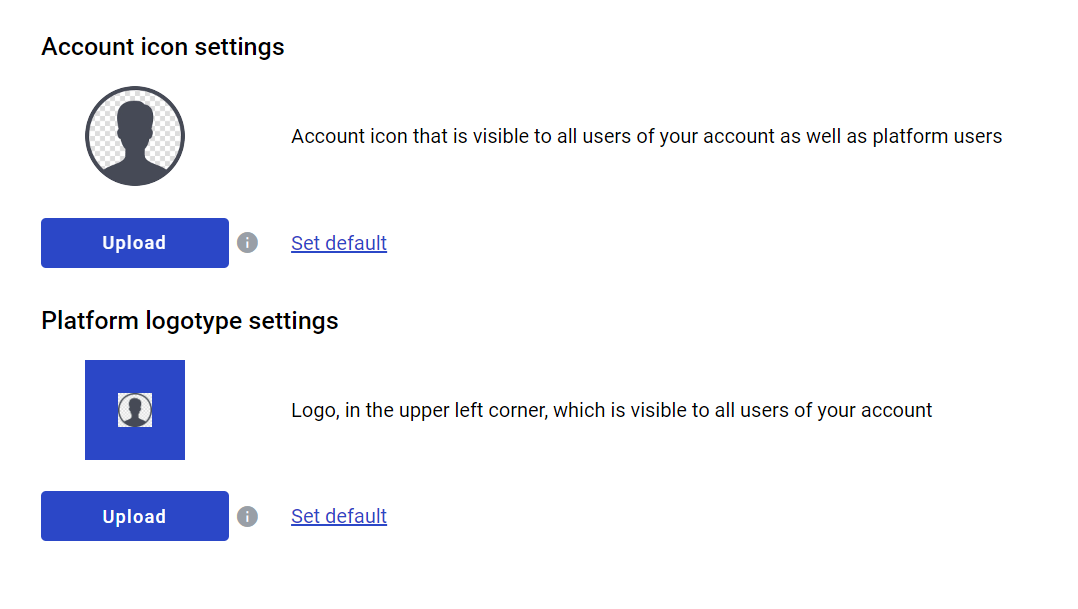 Account icon settings
Account icon that is visible to all users of your account as well as platform users
Upload
Set default
Platform logotype settings
Logo, in the upper left corner, which is visible to all users of your account
Upload
Set default